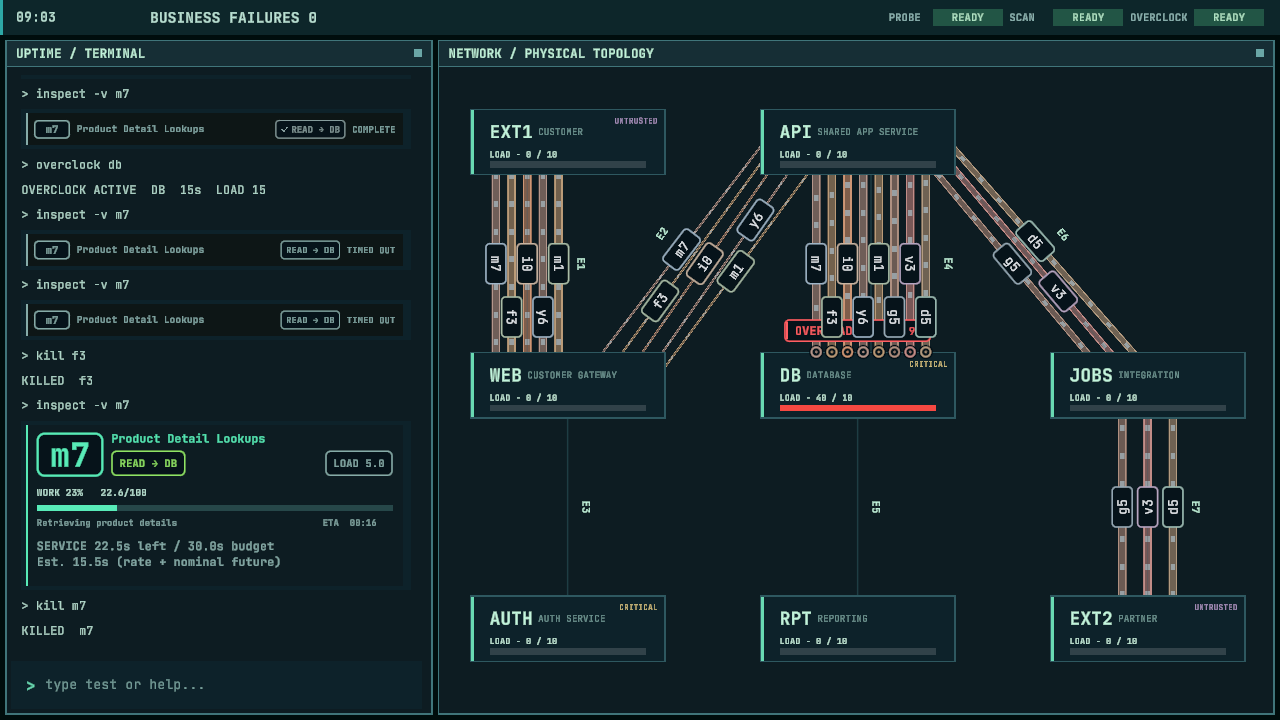 09:03 BUSINESS FAILURES 0 PROBE READY SCAN READY OVERCLOCK READY
UPTIME / TERMINAL
> inspect -v m7
m7 Product Detail Lookups ✓ READ → DB COMPLETE
> overclock db
OVERCLOCK ACTIVE DB 15s LOAD 15
> inspect -v m7
m7 Product Detail Lookups READ → DB TIMED OUT
> inspect -v m7
m7 Product Detail Lookups READ → DB TIMED OUT
> kill f3
KILLED f3
> inspect -v m7
m7 Product Detail Lookups
READ → DB LOAD 5.0
WORK 23% 22.6/100
Retrieving product details ETA 00:16
SERVICE 22.5s left / 30.0s budget
Est. 15.5s (rate + nominal future)
> kill m7
KILLED m7
> type test or help...
NETWORK / PHYSICAL TOPOLOGY
UNTRUSTED
EXT1 CUSTOMER
LOAD - 0 / 10
API SHARED APP SERVICE
LOAD - 0 / 10
m7 i0 m1 E1
f3 y6
E2 m7 i8 y6
f3 m1
m7 i0 m1 v3 E4
f3 y6 g5 d5
d5 E6
g5 v3
CRITICAL
WEB CUSTOMER GATEWAY
LOAD - 0 / 10
DB DATABASE
LOAD - 40 / 10
JOBS INTEGRATION
LOAD - 0 / 10
E3
E5
g5 v3 d5 E7
CRITICAL
AUTH AUTH SERVICE
LOAD - 0 / 10
RPT REPORTING
LOAD - 0 / 10
UNTRUSTED
EXT2 PARTNER
LOAD - 0 / 10